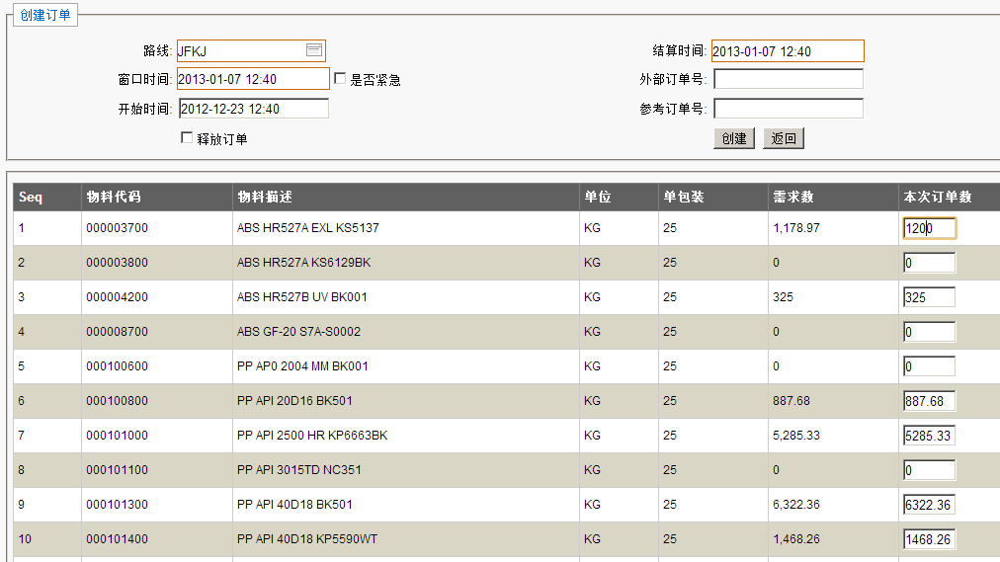 创建订单
路线: JFKJ 结算时间: 2013-01-07 12:40
窗口时间: 2013-01-07 12:40 是否紧急 外部订单号:
开始时间: 2012-12-23 12:40 参考订单号:
释放订单 创建 返回
Seq 物料代码 物料描述 单位 单包装 需求数 本次订单数
1 000003700 ABS HR527A EXL KS5137 KG 25 1,178.97 1200
2 000003800 ABS HR527A KS6129BK KG 25 0 0
3 000004200 ABS HR527B UV BK001 KG 25 325 325
4 000008700 ABS GF-20 S7A-S0002 KG 25 0 0
5 000100600 PP AP0 2004 MM BK001 KG 25 0 0
6 000100800 PP API 20D16 BK501 KG 25 887.68 887.68
7 000101000 PP API 2500 HR KP6663BK KG 25 5,285.33 5285.33
8 000101100 PP API 3015TD NC351 KG 25 0 0
9 000101300 PP API 40D18 BK501 KG 25 6,322.36 6322.36
10 000101400 PP API 40D18 KP5590WT KG 25 1,468.26 1468.26